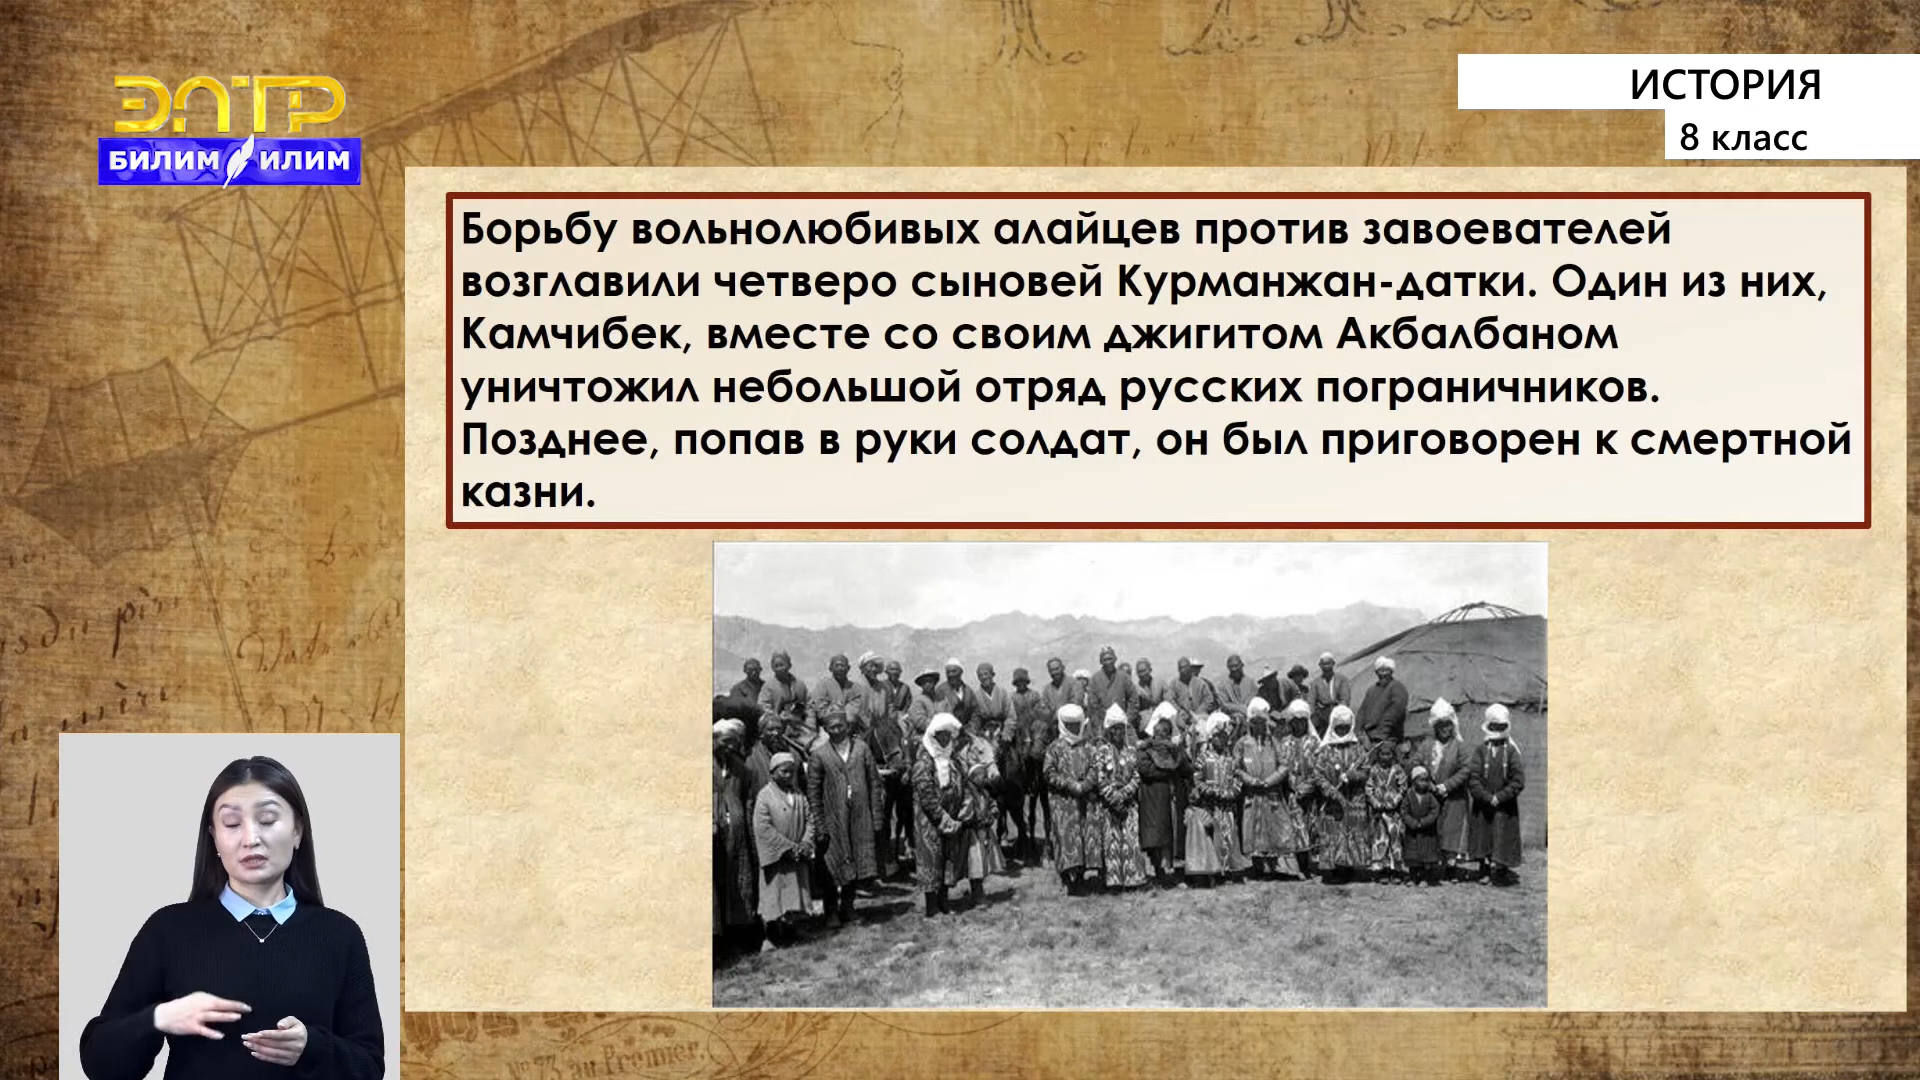 ЭЛТР
БИЛИМ ИЛИМ
ИСТОРИЯ
8 класс
Борьбу вольнолюбивых алайцев против завоевателей
возглавили четверо сыновей Курманжан-датки. Один из них,
Камчибек, вместе со своим джигитом Акбалбаном
уничтожил небольшой отряд русских пограничников.
Позднее, попав в руки солдат, он был приговорен к смертной
казни.